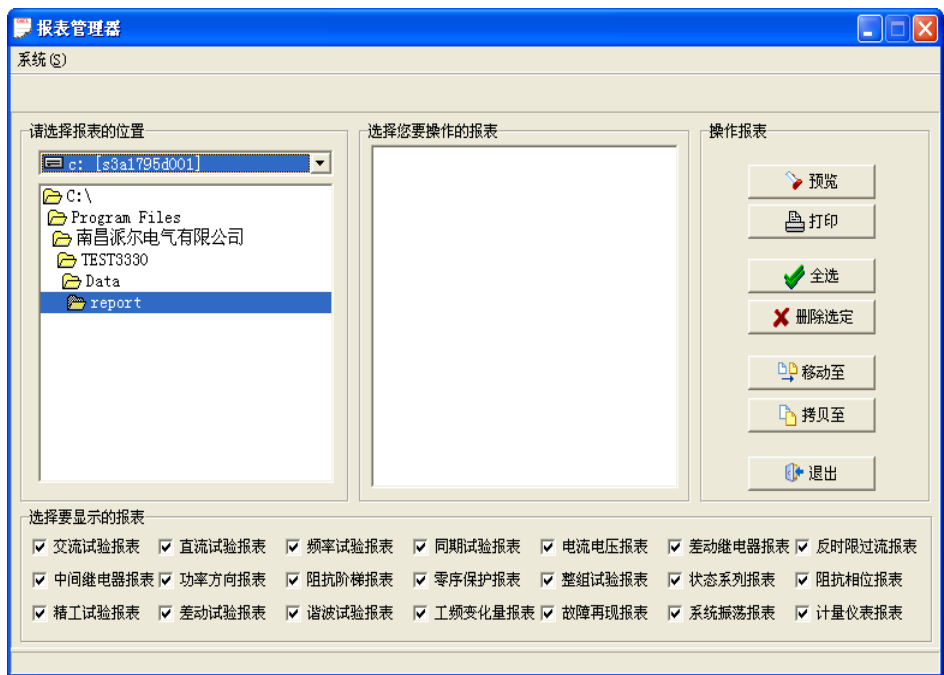 报表管理器
系统(S)
请选择报表的位置
c: [s3a1795d001]
C:\
Program Files
南昌派尔电气有限公司
TEST3330
Data
report
选择您要操作的报表
操作报表
预览
打印
全选
删除选定
移动至
拷贝至
退出
选择要显示的报表
交流试验报表 直流试验报表 频率试验报表 同期试验报表 电流电压报表 差动继电器报表 反时限过流报表
中间继电器报表 功率方向报表 阻抗阶梯报表 零序保护报表 整组试验报表 状态系列报表 阻抗相位报表
精工试验报表 差动试验报表 谐波试验报表 工频变化量报表 故障再现报表 系统振荡报表 计量仪表报表